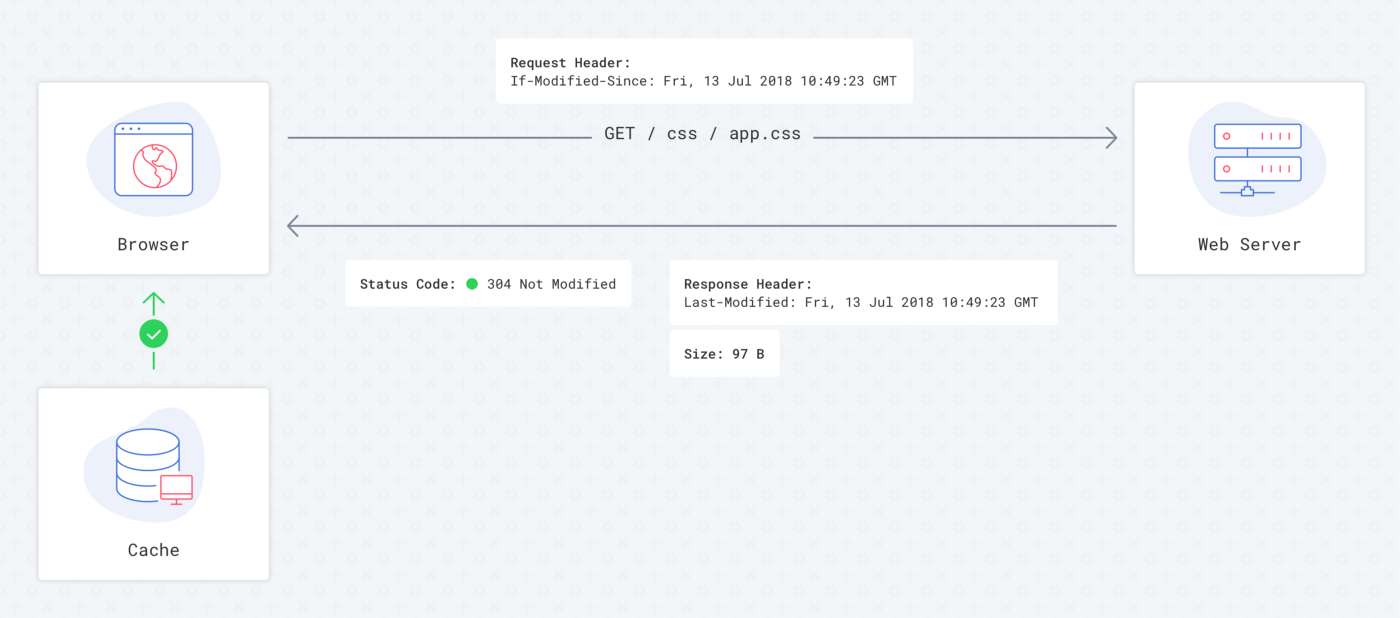 Request Header:
If-Modified-Since: Fri, 13 Jul 2018 10:49:23 GMT
GET / css / app.css
Browser
Web Server
Status Code: 304 Not Modified
Response Header:
Last-Modified: Fri, 13 Jul 2018 10:49:23 GMT
Size: 97 B
Cache